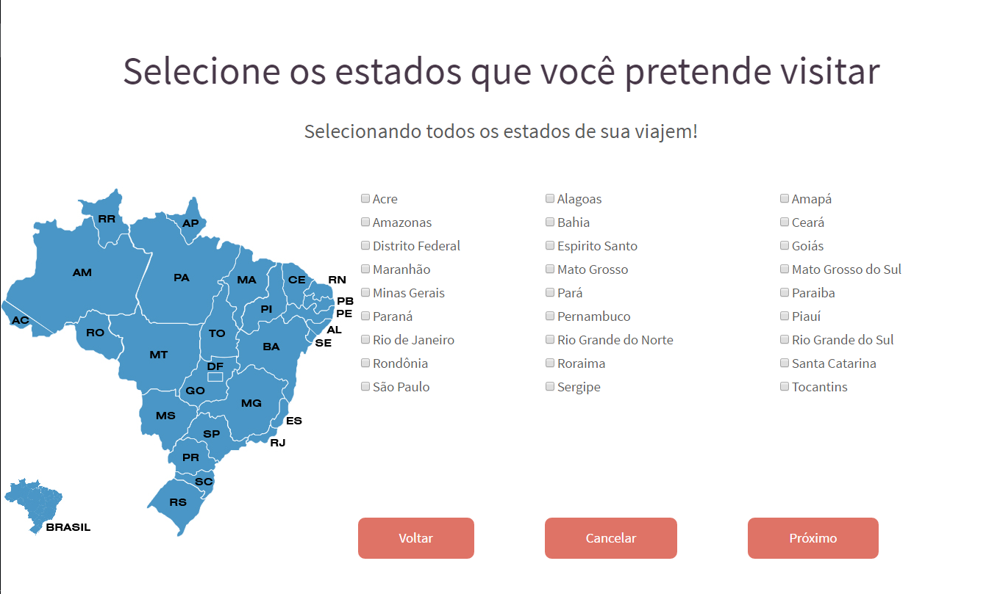 Selecione os estados que você pretende visitar
Selecionando todos os estados de sua viajem!
Acre Alagoas Amapá
Amazonas Bahia Ceará
Distrito Federal Espirito Santo Goiás
Maranhão Mato Grosso Mato Grosso do Sul
Minas Gerais Pará Paraiba
Paraná Pernambuco Piauí
Rio de Janeiro Rio Grande do Norte Rio Grande do Sul
Rondônia Roraima Santa Catarina
São Paulo Sergipe Tocantins
RR
AP
AM
PA
MA
CE
RN
PB
PE
PI
AL
AC
RO
TO
SE
BA
MT
DF
GO
MG
MS
ES
SP
RJ
PR
SC
RS
BRASIL
Voltar Cancelar Próximo